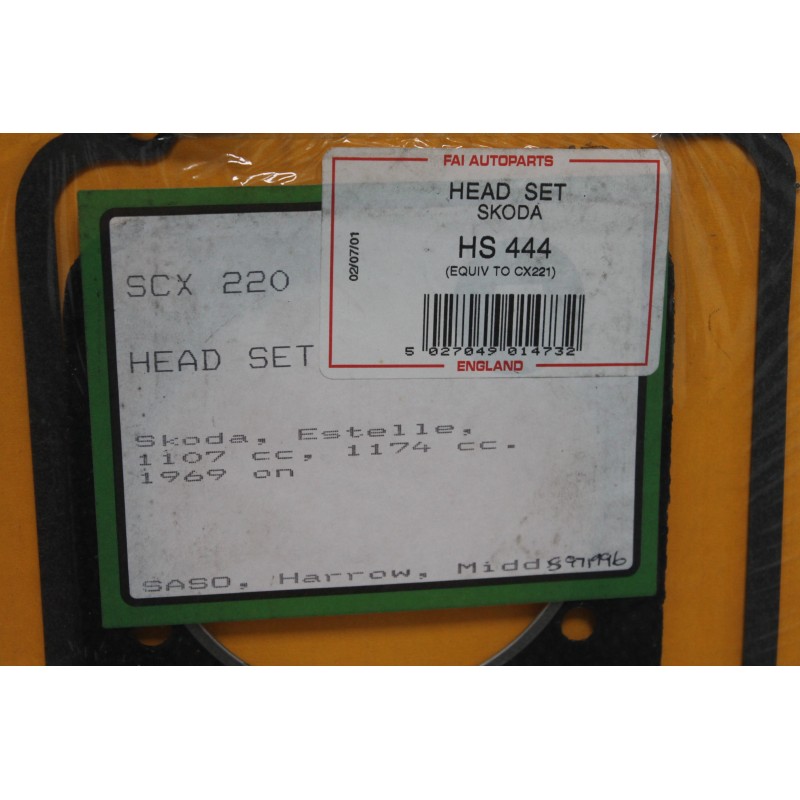 FAI AUTOPARTS
HEAD SET
SKODA
HS 444
(EQUIV TO CX221)
02/07/01
5 027049 014732
ENGLAND
SCX 220
HEAD SET
Skoda, Estelle,
1107 cc, 1174 cc.
1969 on
SASO, Harrow, Midd